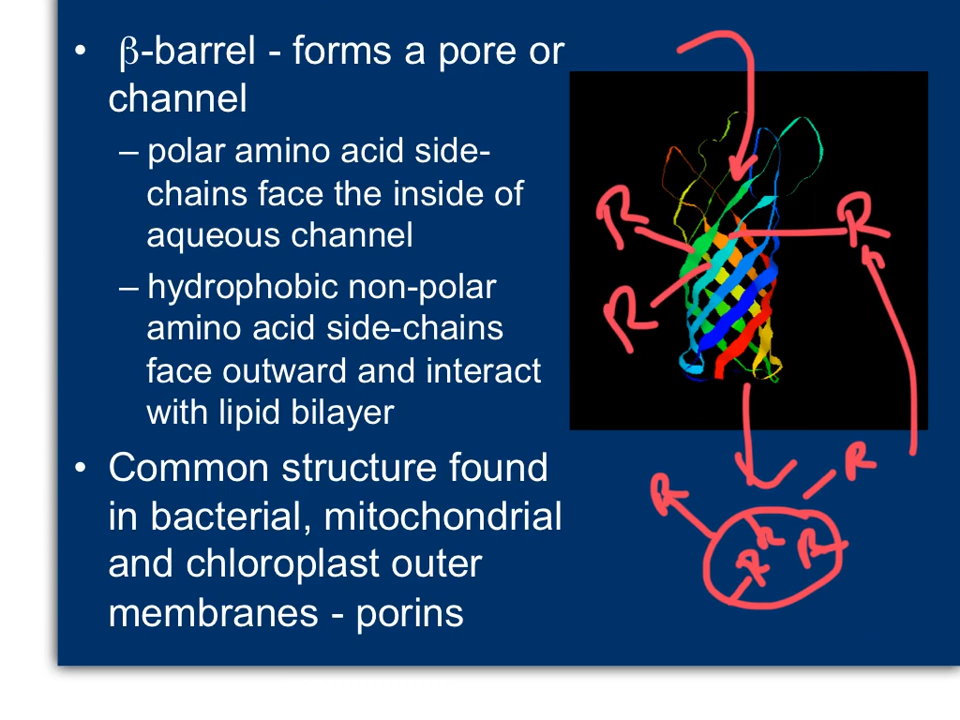 • β-barrel - forms a pore or
channel
– polar amino acid side-
chains face the inside of
aqueous channel
– hydrophobic non-polar
amino acid side-chains
face outward and interact
with lipid bilayer
• Common structure found
in bacterial, mitochondrial
and chloroplast outer
membranes - porins
R
R
R
R
R
R
R
R